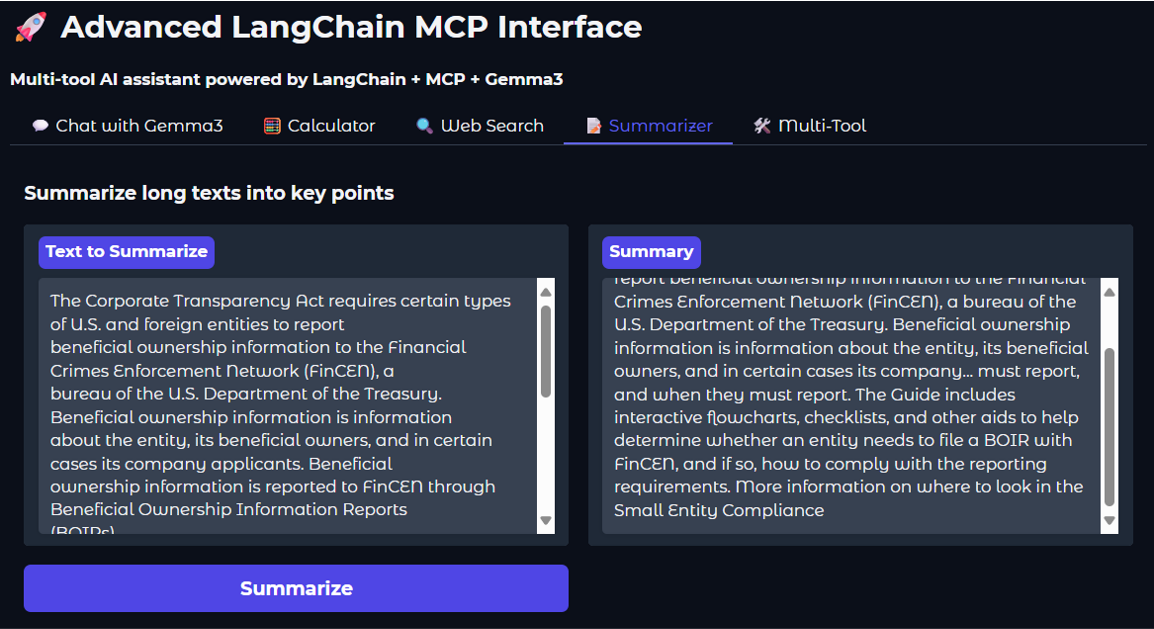 🚀 Advanced LangChain MCP Interface
Multi-tool AI assistant powered by LangChain + MCP + Gemma3
💬 Chat with Gemma3
🧮 Calculator
🔍 Web Search
📝 Summarizer
🛠️ Multi-Tool
Summarize long texts into key points
Text to Summarize
The Corporate Transparency Act requires certain types
of U.S. and foreign entities to report
beneficial ownership information to the Financial
Crimes Enforcement Network (FinCEN), a
bureau of the U.S. Department of the Treasury.
Beneficial ownership information is information
about the entity, its beneficial owners, and in certain
cases its company applicants. Beneficial
ownership information is reported to FinCEN through
Beneficial Ownership Information Reports
(BOIRs)
Summary
report beneficial ownership information to the Financial
Crimes Enforcement Network (FinCEN), a bureau of the
U.S. Department of the Treasury. Beneficial ownership
information is information about the entity, its beneficial
owners, and in certain cases its company... must report,
and when they must report. The Guide includes
interactive flowcharts, checklists, and other aids to help
determine whether an entity needs to file a BOIR with
FinCEN, and if so, how to comply with the reporting
requirements. More information on where to look in the
Small Entity Compliance
Summarize